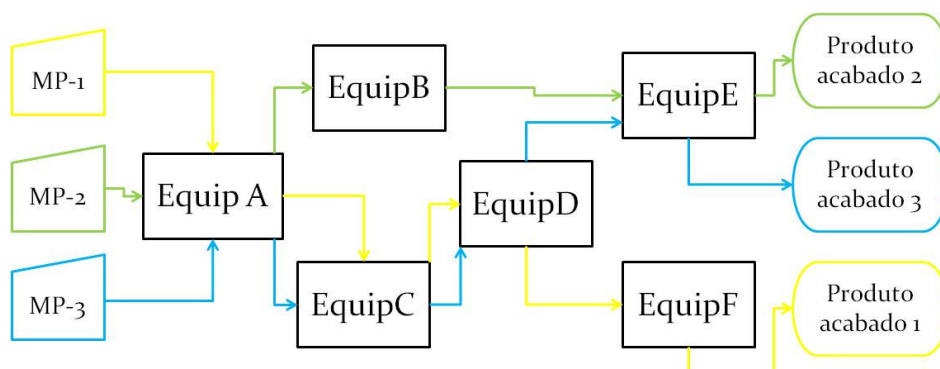 MP-1
EquipB
EquipE
Produto
acabado 2
MP-2
Equip A
EquipD
Produto
acabado 3
MP-3
EquipC
EquipF
Produto
acabado 1